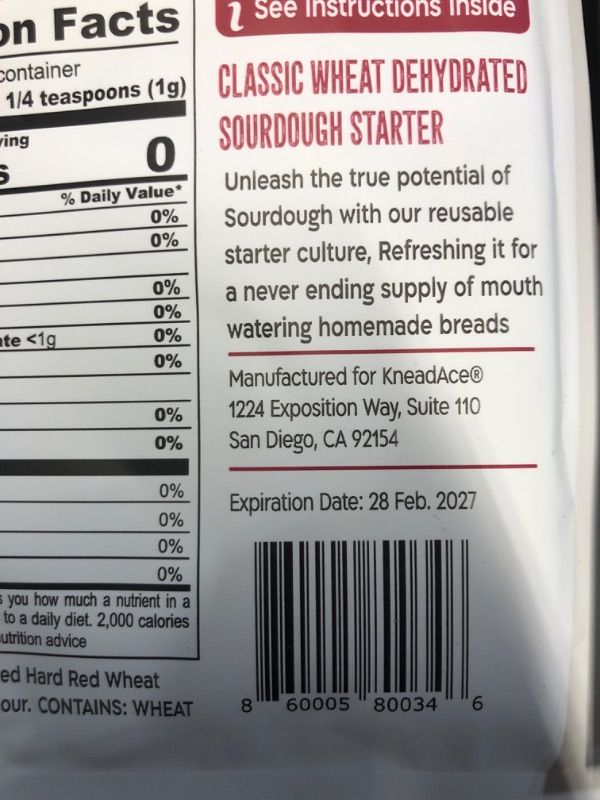 on Facts
container
1/4 teaspoons (1g)
0
% Daily Value*
0%
0%
0%
0%
ate <1g 0%
0%
0%
0%
0%
0%
0%
0%
s you how much a nutrient in a
to a daily diet. 2,000 calories
utrition advice
ed Hard Red Wheat
our. CONTAINS: WHEAT
See Instructions Inside
CLASSIC WHEAT DEHYDRATED
SOURDOUGH STARTER
Unleash the true potential of
Sourdough with our reusable
starter culture, Refreshing it for
a never ending supply of mouth
watering homemade breads
Manufactured for KneadAce®
1224 Exposition Way, Suite 110
San Diego, CA 92154
Expiration Date: 28 Feb. 2027
8 60005 80034 6